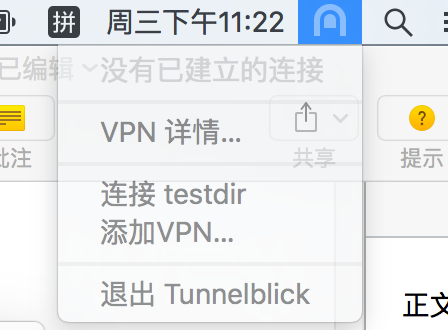 拼
周三下午11:22
已编辑
没有已建立的连接
VPN 详情...
批注
共享
?
提示
连接 testdir
添加VPN...
退出 Tunnelblick
正文